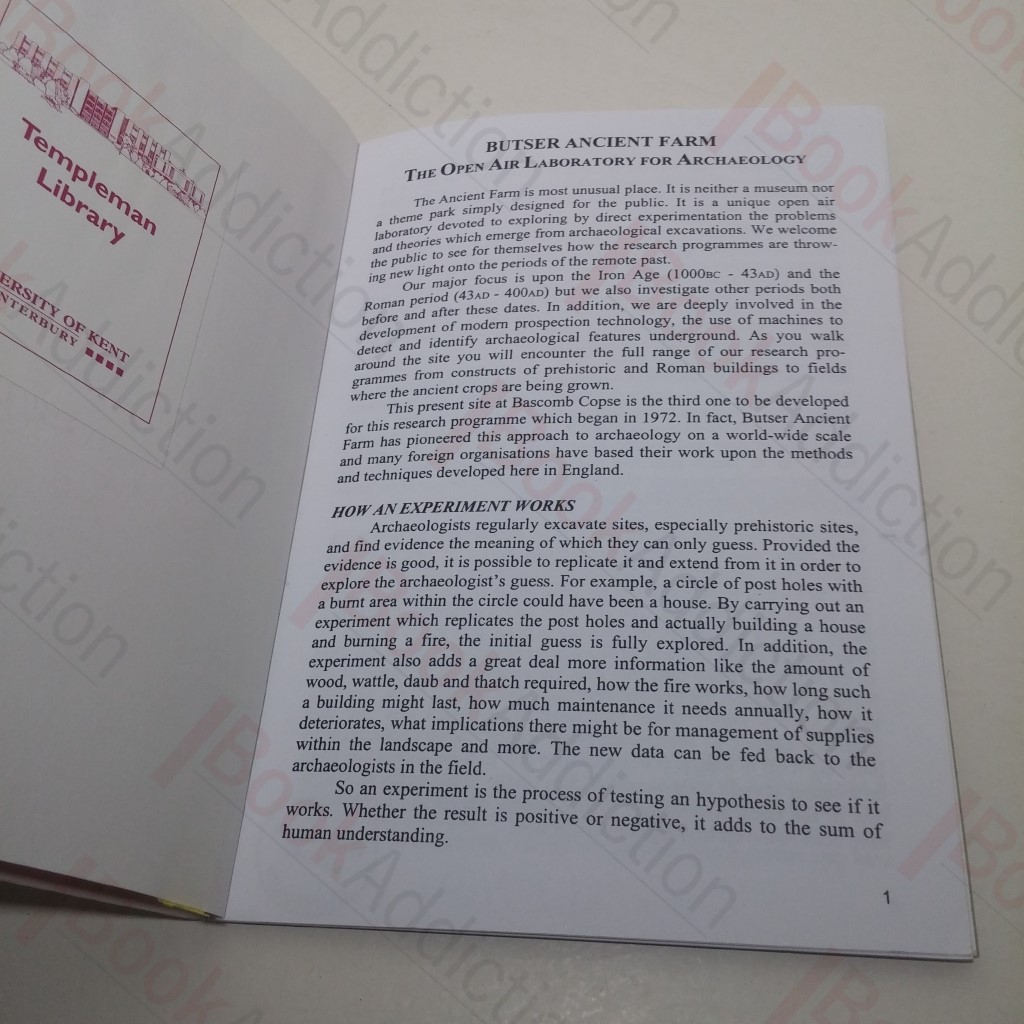 Templeman
Library
ERSITY OF KENT
NTERBURY
BUTSER ANCIENT FARM
THE OPEN AIR LABORATORY FOR ARCHAEOLOGY
The Ancient Farm is most unusual place. It is neither a museum nor
a theme park simply designed for the public. It is a unique open air
laboratory devoted to exploring by direct experimentation the problems
and theories which emerge from archaeological excavations. We welcome
the public to see for themselves how the research programmes are throw-
ing new light onto the periods of the remote past.
Our major focus is upon the Iron Age (1000BC - 43AD) and the
Roman period (43AD - 400AD) but we also investigate other periods both
before and after these dates. In addition, we are deeply involved in the
development of modern prospection technology, the use of machines to
detect and identify archaeological features underground. As you walk
around the site you will encounter the full range of our research pro-
grammes from constructs of prehistoric and Roman buildings to fields
where the ancient crops are being grown.
This present site at Bascomb Copse is the third one to be developed
for this research programme which began in 1972. In fact, Butser Ancient
Farm has pioneered this approach to archaeology on a world-wide scale
and many foreign organisations have based their work upon the methods
and techniques developed here in England.
HOW AN EXPERIMENT WORKS
Archaeologists regularly excavate sites, especially prehistoric sites,
and find evidence the meaning of which they can only guess. Provided the
evidence is good, it is possible to replicate it and extend from it in order to
explore the archaeologist's guess. For example, a circle of post holes with
a burnt area within the circle could have been a house. By carrying out an
experiment which replicates the post holes and actually building a house
and burning a fire, the initial guess is fully explored. In addition, the
experiment also adds a great deal more information like the amount of
wood, wattle, daub and thatch required, how the fire works, how long such
a building might last, how much maintenance it needs annually, how it
deteriorates, what implications there might be for management of supplies
within the landscape and more. The new data can be fed back to the
archaeologists in the field.
So an experiment is the process of testing an hypothesis to see if it
works. Whether the result is positive or negative, it adds to the sum of
human understanding.
1
Book Addiction